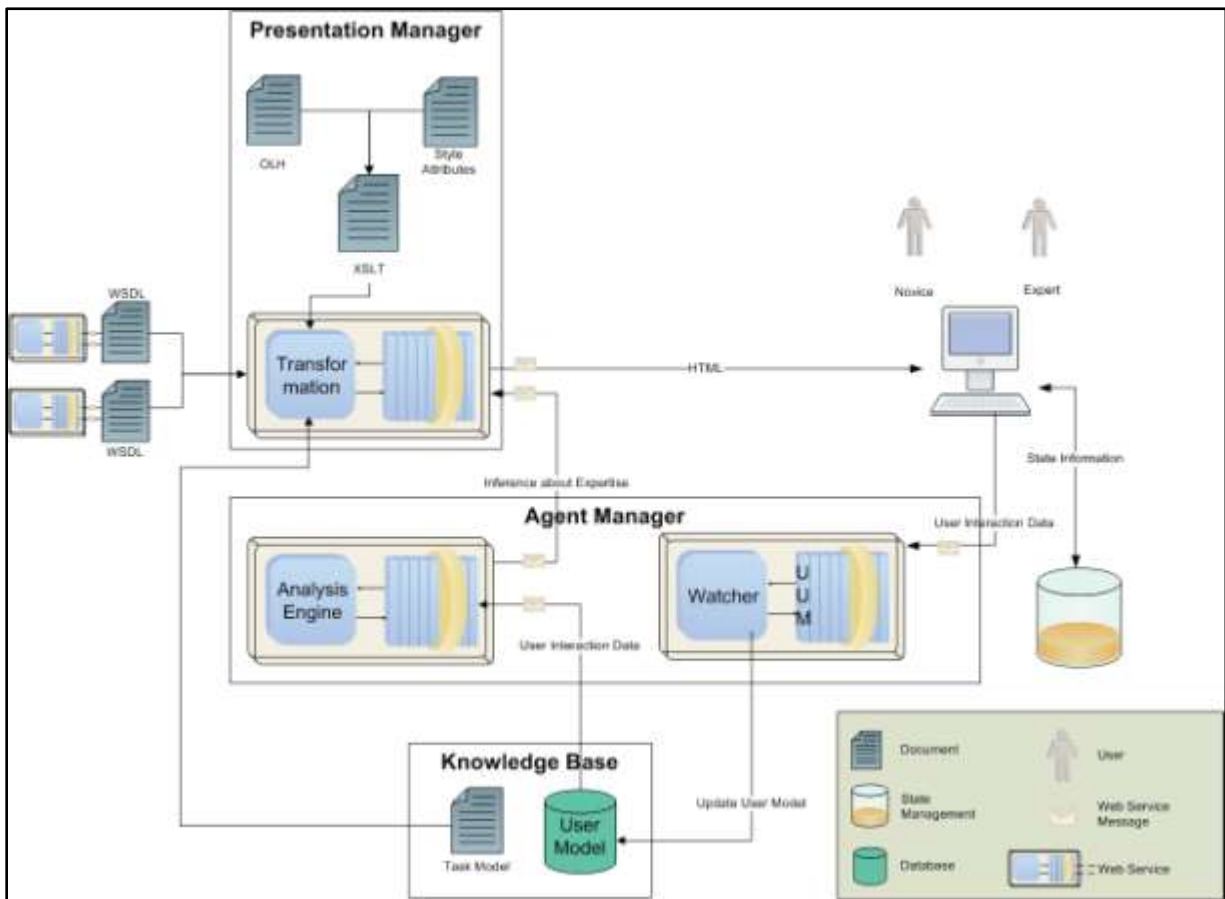 Presentation Manager
OLH
Style
Attributes
XSLT
WSDL
WSDL
Transfor
mation
HTML
Novice
Expert
State Information
Inference about Expertise
Agent Manager
User Interaction Data
Analysis
Engine
Watcher
U
U
M
User Interaction Data
Knowledge Base
Task Model
User
Model
Update User Model
Document
User
State
Management
Web Service
Message
Database
Web Service